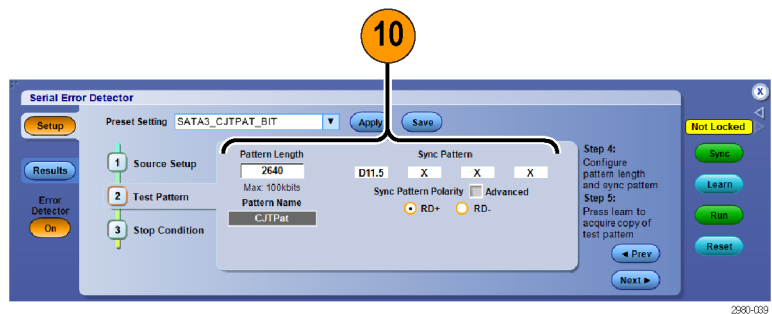 10
Serial Error Detector
X
Setup
Preset Setting SATA3_CJTPAT_BIT Apply Save
Not Locked
Results
Error
Detector
On
1 Source Setup
2 Test Pattern
3 Stop Condition
Pattern Length
2640
Max: 100kbits
Pattern Name
CJTPat
Sync Pattern
D11.5 X X X
Sync Pattern Polarity Advanced
RD+ RD-
Step 4:
Configure
pattern length
and sync pattern
Step 5:
Press learn to
acquire copy of
test pattern
◄ Prev
Next ►
Sync
Learn
Run
Reset
2980-039